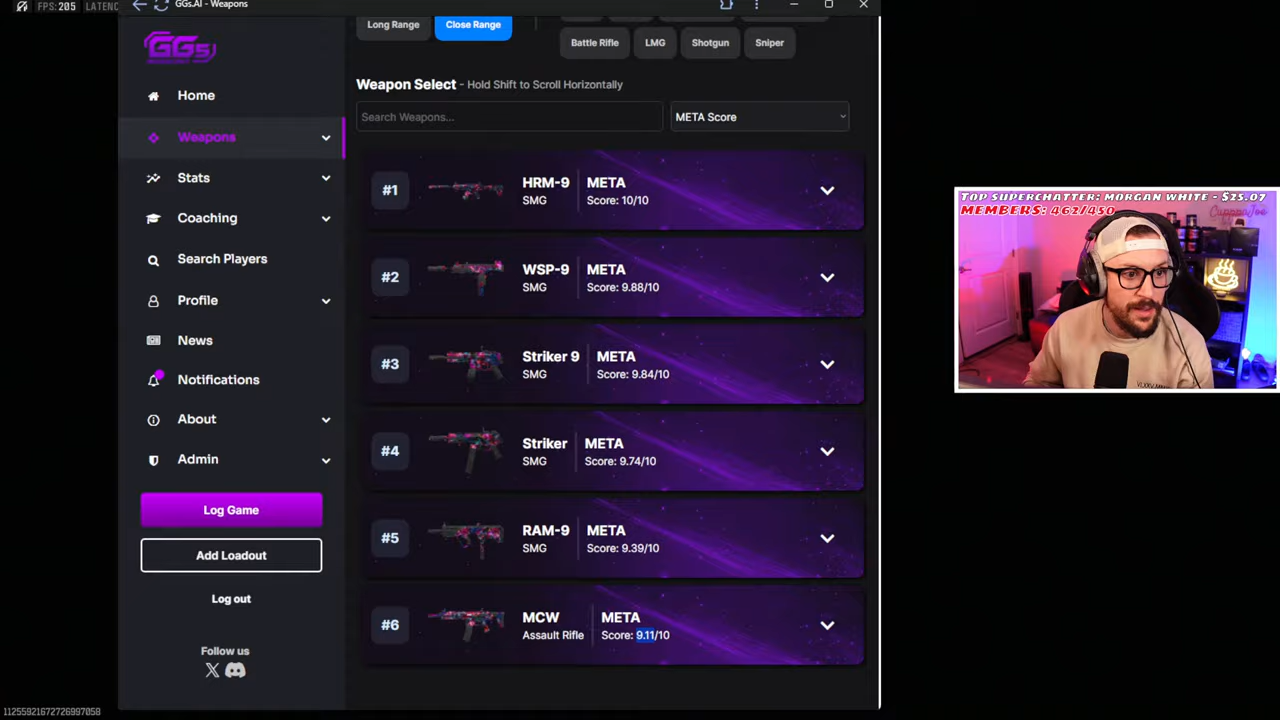 FPS:205 LATENC
GGs.AI - Weapons
Long Range
Close Range
Battle Rifle
LMG
Shotgun
Sniper
GGs
Home
Weapons
Stats
Coaching
Search Players
Profile
News
Notifications
About
Admin
Log Game
Add Loadout
Log out
Follow us
Weapon Select - Hold Shift to Scroll Horizontally
Search Weapons...
META Score
#1
HRM-9
SMG
META
Score: 10/10
#2
WSP-9
SMG
META
Score: 9.88/10
#3
Striker 9
SMG
META
Score: 9.84/10
#4
Striker
SMG
META
Score: 9.74/10
#5
RAM-9
SMG
META
Score: 9.39/10
#6
MCW
Assault Rifle
META
Score: 9.11/10
TOP SUPERCHATTER: MORGAN WHITE - $25.07
MEMBERS: 462/450
CuppaJoe
1125592167272699705​8